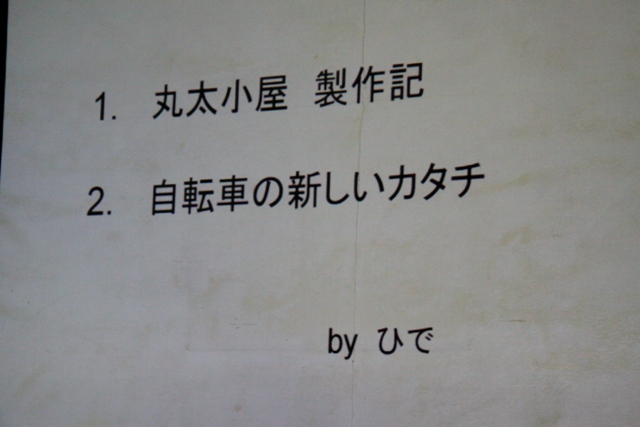 1. 丸太小屋 製作記
2. 自転車の新しいカタチ
by ひで